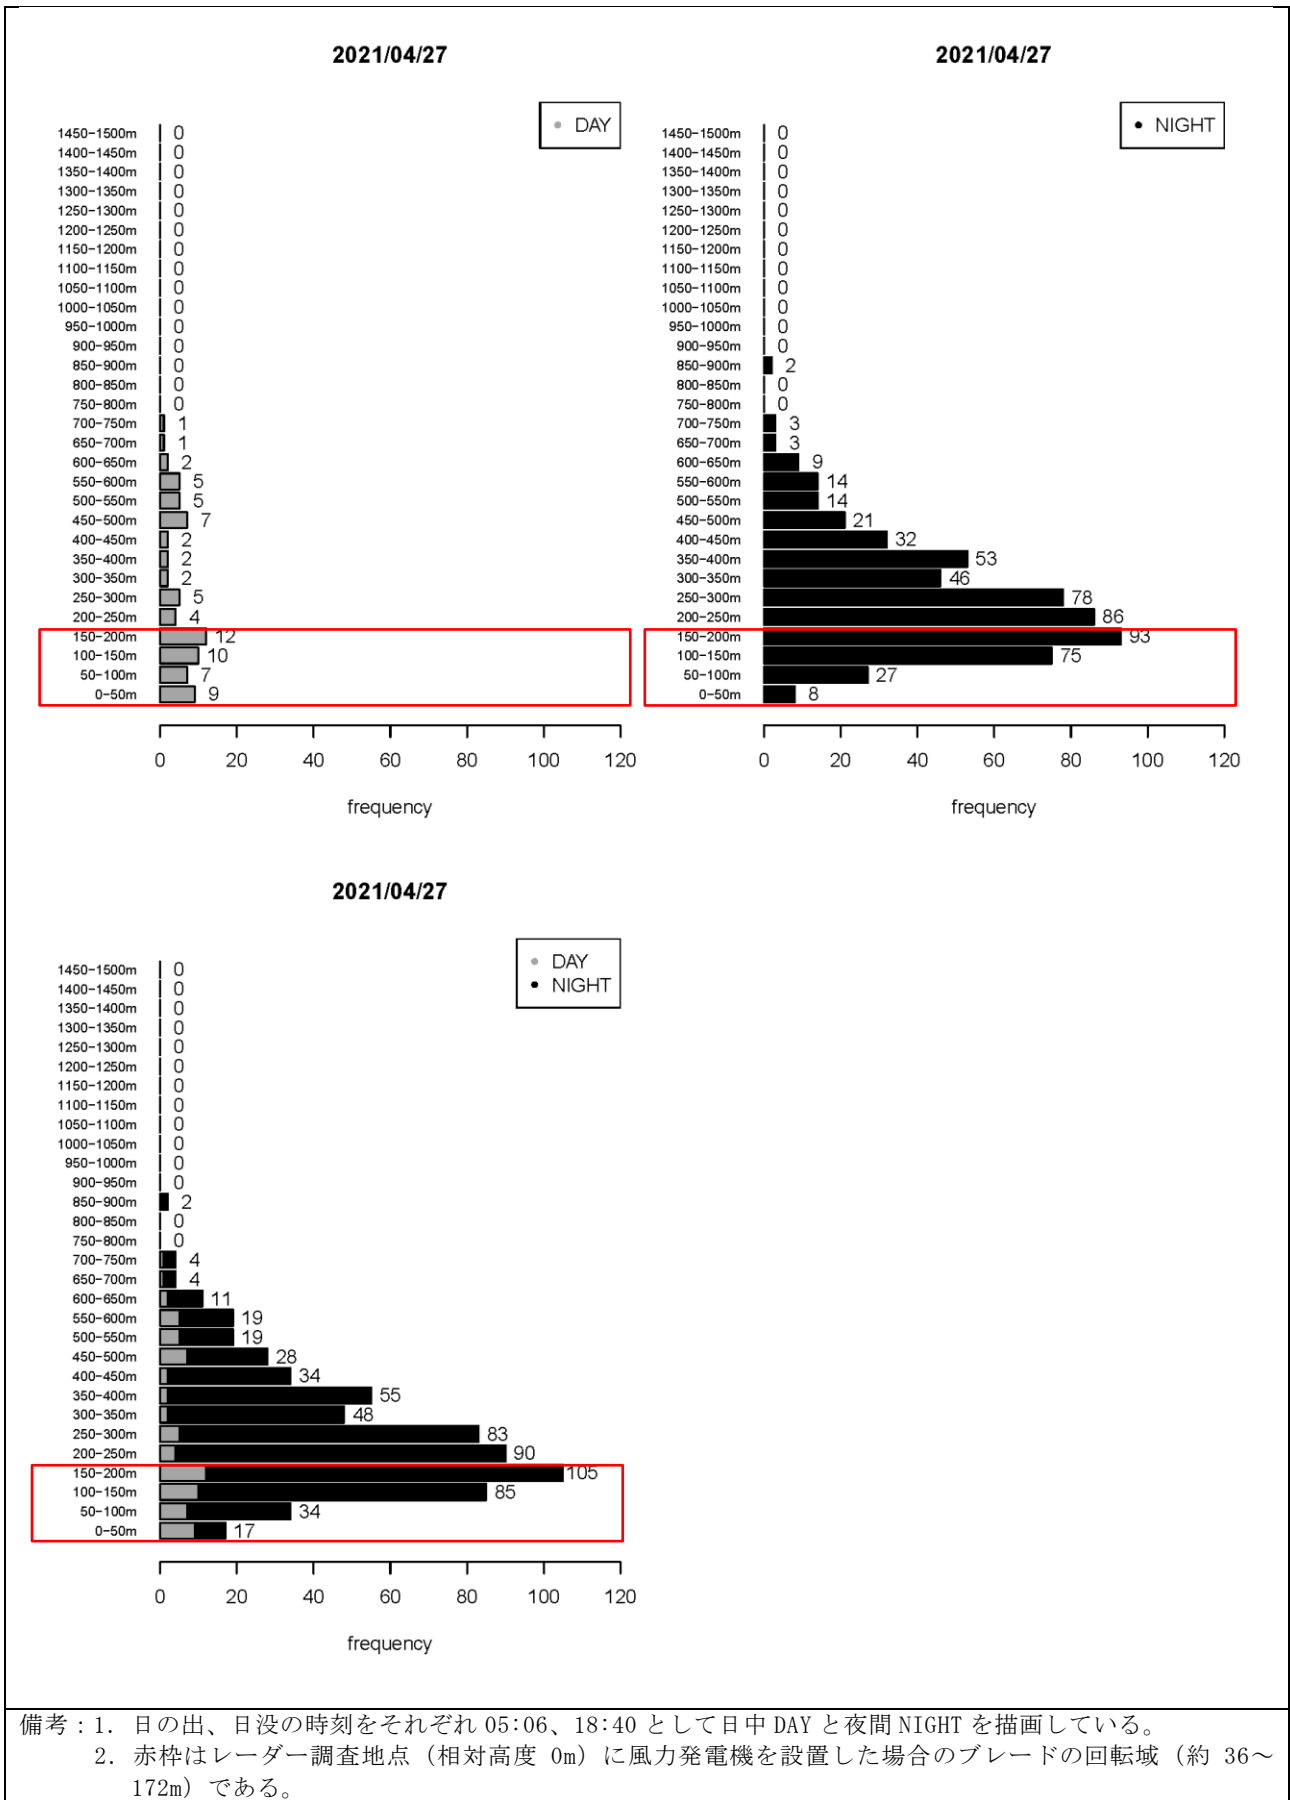 2021/04/27
DAY
1450-1500m 0
1400-1450m 0
1350-1400m 0
1300-1350m 0
1250-1300m 0
1200-1250m 0
1150-1200m 0
1100-1150m 0
1050-1100m 0
1000-1050m 0
950-1000m 0
900-950m 0
850-900m 0
800-850m 0
750-800m 0
700-750m 1
650-700m 1
600-650m 2
550-600m 5
500-550m 5
450-500m 7
400-450m 2
350-400m 2
300-350m 2
250-300m 5
200-250m 4
150-200m 12
100-150m 10
50-100m 7
0-50m 9
0 20 40 60 80 100 120
frequency
2021/04/27
NIGHT
1450-1500m 0
1400-1450m 0
1350-1400m 0
1300-1350m 0
1250-1300m 0
1200-1250m 0
1150-1200m 0
1100-1150m 0
1050-1100m 0
1000-1050m 0
950-1000m 0
900-950m 0
850-900m 2
800-850m 0
750-800m 0
700-750m 3
650-700m 3
600-650m 9
550-600m 14
500-550m 14
450-500m 21
400-450m 32
350-400m 53
300-350m 46
250-300m 78
200-250m 86
150-200m 93
100-150m 75
50-100m 27
0-50m 8
0 20 40 60 80 100 120
frequency
2021/04/27
DAY
NIGHT
1450-1500m 0
1400-1450m 0
1350-1400m 0
1300-1350m 0
1250-1300m 0
1200-1250m 0
1150-1200m 0
1100-1150m 0
1050-1100m 0
1000-1050m 0
950-1000m 0
900-950m 0
850-900m 2
800-850m 0
750-800m 0
700-750m 4
650-700m 4
600-650m 11
550-600m 19
500-550m 19
450-500m 28
400-450m 34
350-400m 55
300-350m 48
250-300m 83
200-250m 90
150-200m 105
100-150m 85
50-100m 34
0-50m 17
0 20 40 60 80 100 120
frequency
備考：1. 日の出、日没の時刻をそれぞれ 05:06、18:40 として日中 DAY と夜間 NIGHT を描画している。
2. 赤枠はレーダー調査地点（相対高度 0m）に風力発電機を設置した場合のブレードの回転域（約 36～
172m）である。